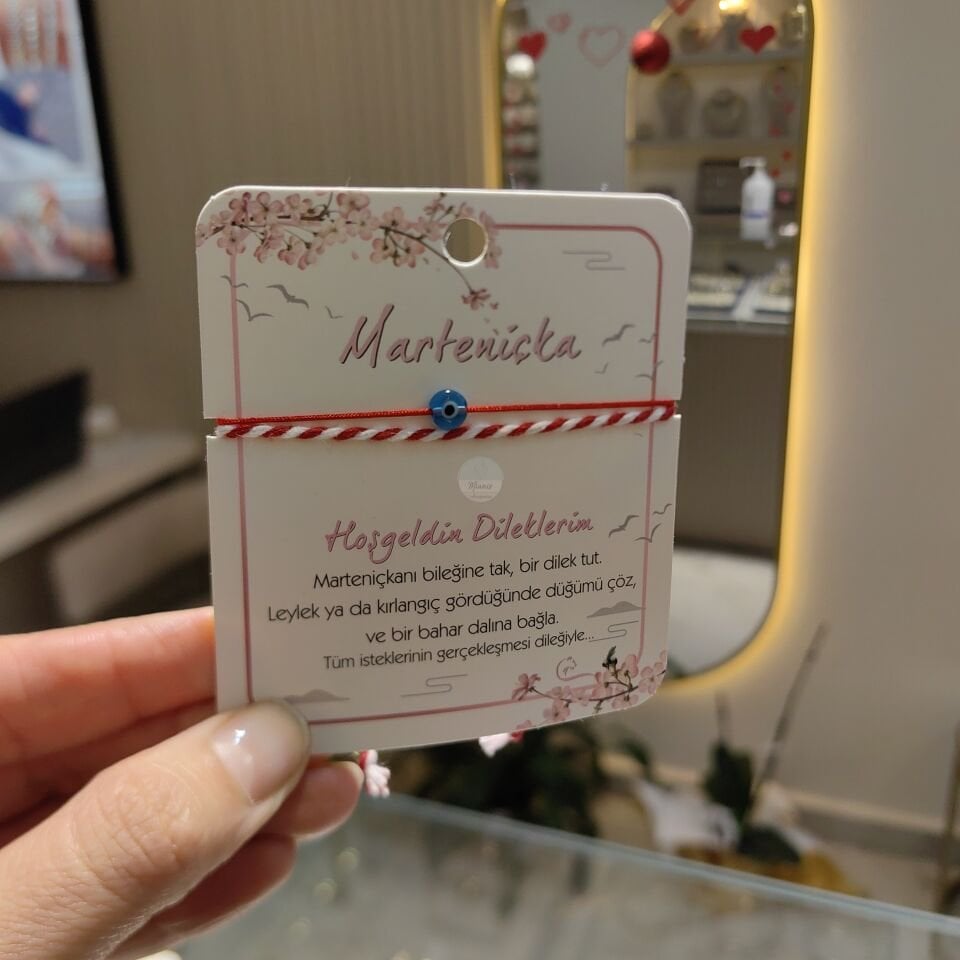 Marteniçka
Hoşgeldin Dileklerim
Marteniçkanı bileğine tak, bir dilek tut.
Leylek ya da kırlangıç gördüğünde düğümü çöz,
ve bir bahar dalına bağla.
Tüm isteklerinin gerçekleşmesi dileğiyle...